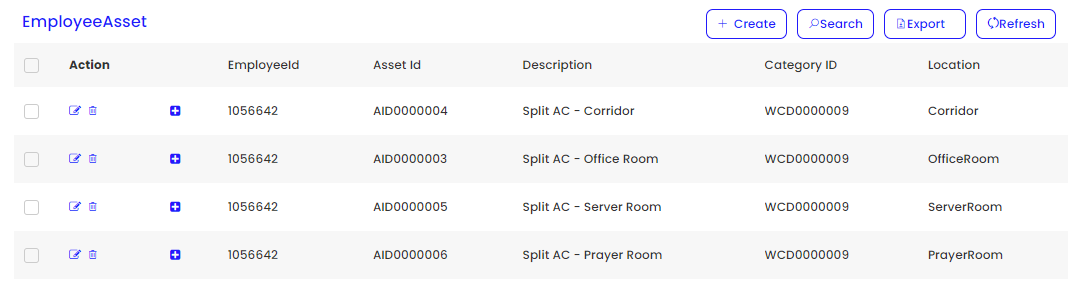 EmployeeAsset
Create Search Export Refresh
Action EmployeeId Asset Id Description Category ID Location
1056642 AID0000004 Split AC - Corridor WCD0000009 Corridor
1056642 AID0000003 Split AC - Office Room WCD0000009 OfficeRoom
1056642 AID0000005 Split AC - Server Room WCD0000009 ServerRoom
1056642 AID0000006 Split AC - Prayer Room WCD0000009 PrayerRoom